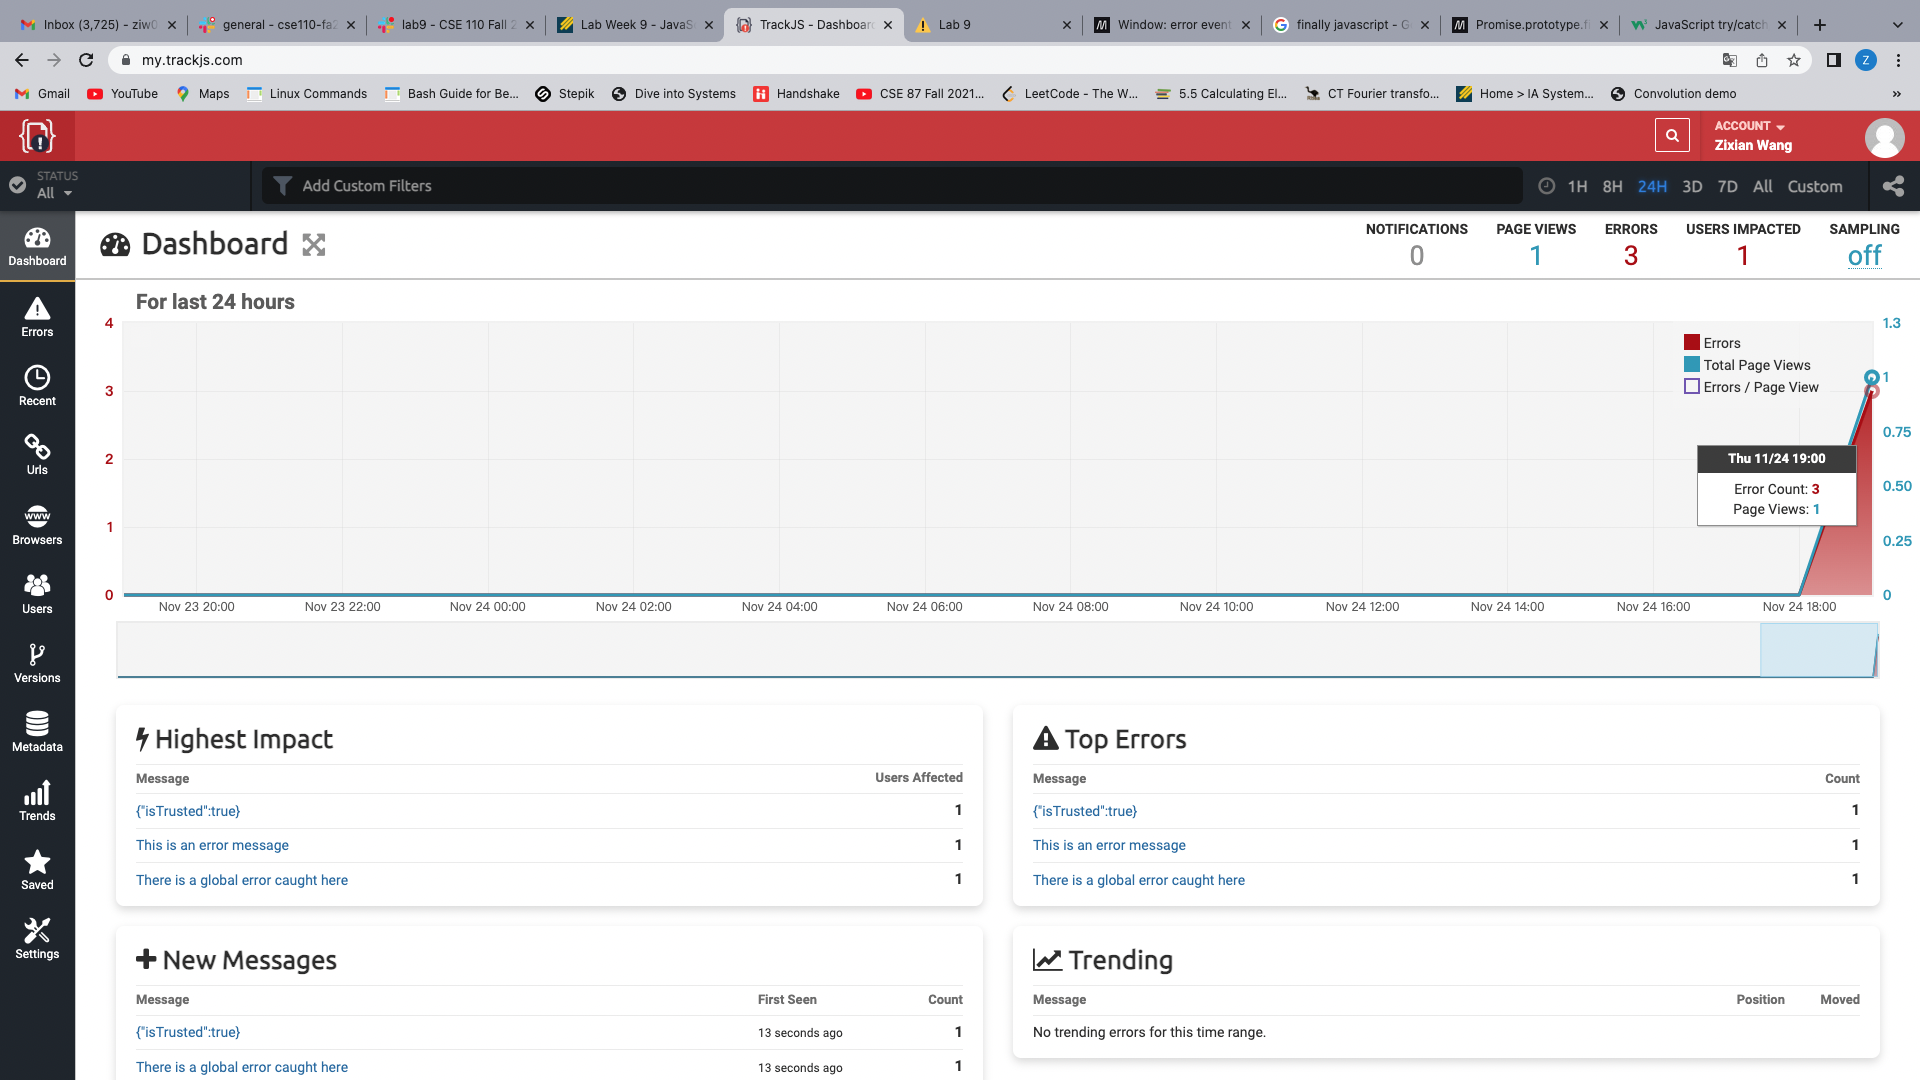 Inbox (3,725) - ziw0
general - cse110-fa2
lab9 - CSE 110 Fall 2
Lab Week 9 - JavaS
TrackJS - Dashboard
Lab 9
Window: error event
finally javascript - G
Promise.prototype.fi
JavaScript try/catch
my.trackjs.com
Z
Gmail
YouTube
Maps
Linux Commands
Bash Guide for Be...
Stepik
Dive into Systems
Handshake
CSE 87 Fall 2021...
LeetCode - The W...
5.5 Calculating El...
CT Fourier transfo...
Home > IA System...
Convolution demo
»
ACCOUNT
Zixian Wang
STATUS
All
Add Custom Filters
1H 8H 24H 3D 7D All Custom
Dashboard
Errors
Recent
Urls
www
Browsers
Users
Versions
Metadata
Trends
Saved
Settings
Dashboard
NOTIFICATIONS
0
PAGE VIEWS
1
ERRORS
3
USERS IMPACTED
1
SAMPLING
off
For last 24 hours
4
3
2
1
0
1.3
1
0.75
0.50
0.25
0
Errors
Total Page Views
Errors / Page View
Thu 11/24 19:00
Error Count: 3
Page Views: 1
Nov 23 20:00
Nov 23 22:00
Nov 24 00:00
Nov 24 02:00
Nov 24 04:00
Nov 24 06:00
Nov 24 08:00
Nov 24 10:00
Nov 24 12:00
Nov 24 14:00
Nov 24 16:00
Nov 24 18:00
Highest Impact
Message Users Affected
{"isTrusted":true} 1
This is an error message 1
There is a global error caught here 1
Top Errors
Message Count
{"isTrusted":true} 1
This is an error message 1
There is a global error caught here 1
New Messages
Message First Seen Count
{"isTrusted":true} 13 seconds ago 1
There is a global error caught here 13 seconds ago 1
Trending
Message Position Moved
No trending errors for this time range.